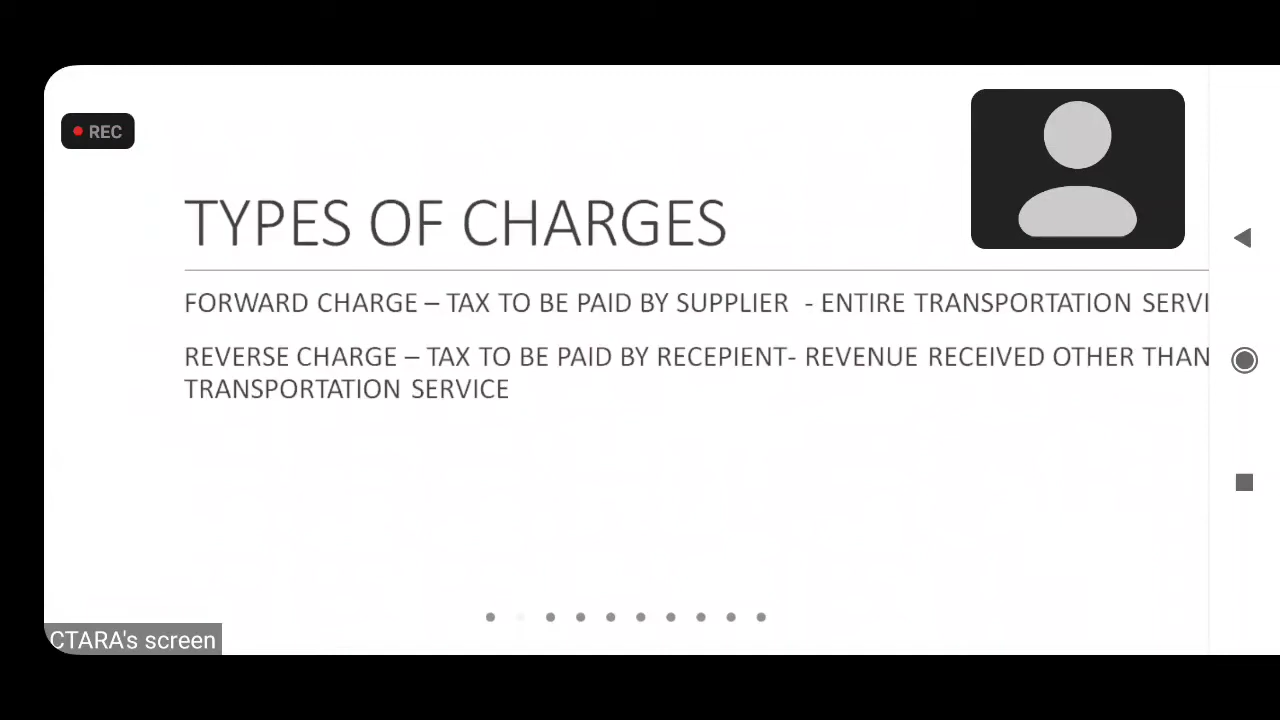 REC
TYPES OF CHARGES
FORWARD CHARGE – TAX TO BE PAID BY SUPPLIER - ENTIRE TRANSPORTATION SERVI
REVERSE CHARGE – TAX TO BE PAID BY RECEPIENT- REVENUE RECEIVED OTHER THAN
TRANSPORTATION SERVICE
CTARA's screen